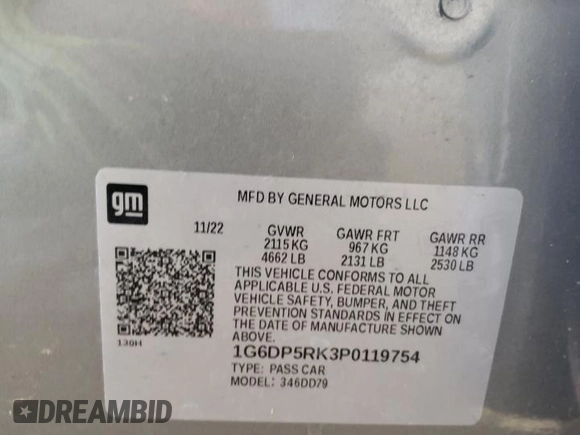 gm
MFD BY GENERAL MOTORS LLC
11/22 GVWR GAWR FRT GAWR RR
2115 KG 967 KG 1148 KG
4662 LB 2131 LB 2530 LB
THIS VEHICLE CONFORMS TO ALL
APPLICABLE U.S. FEDERAL MOTOR
VEHICLE SAFETY, BUMPER, AND THEFT
PREVENTION STANDARDS IN EFFECT ON
THE DATE OF MANUFACTURE SHOWN
ABOVE.
130H
1G6DP5RK3P0119754
TYPE: PASS CAR
MODEL: 346DD79
DREAMBID